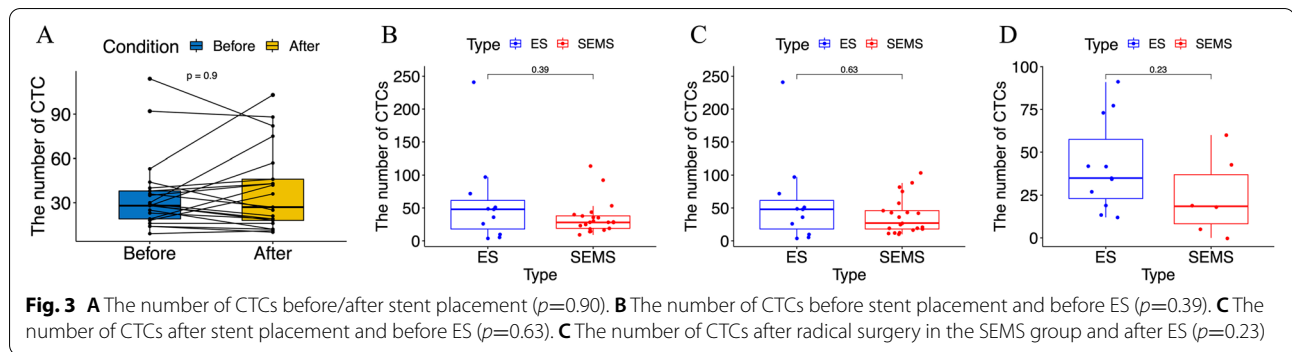 A
Condition Before After
The number of CTC
90
60
30
p = 0.9
Before After
B
Type ES SEMS
The number of CTCs
250
200
150
100
50
0
0.39
ES SEMS
Type
C
Type ES SEMS
The number of CTCs
250
200
150
100
50
0
0.63
ES SEMS
Type
D
Type ES SEMS
The number of CTCs
100
75
50
25
0
0.23
ES SEMS
Type
Fig. 3 A The number of CTCs before/after stent placement (p=0.90). B The number of CTCs before stent placement and before ES (p=0.39). C The
number of CTCs after stent placement and before ES (p=0.63). C The number of CTCs after radical surgery in the SEMS group and after ES (p=0.23)